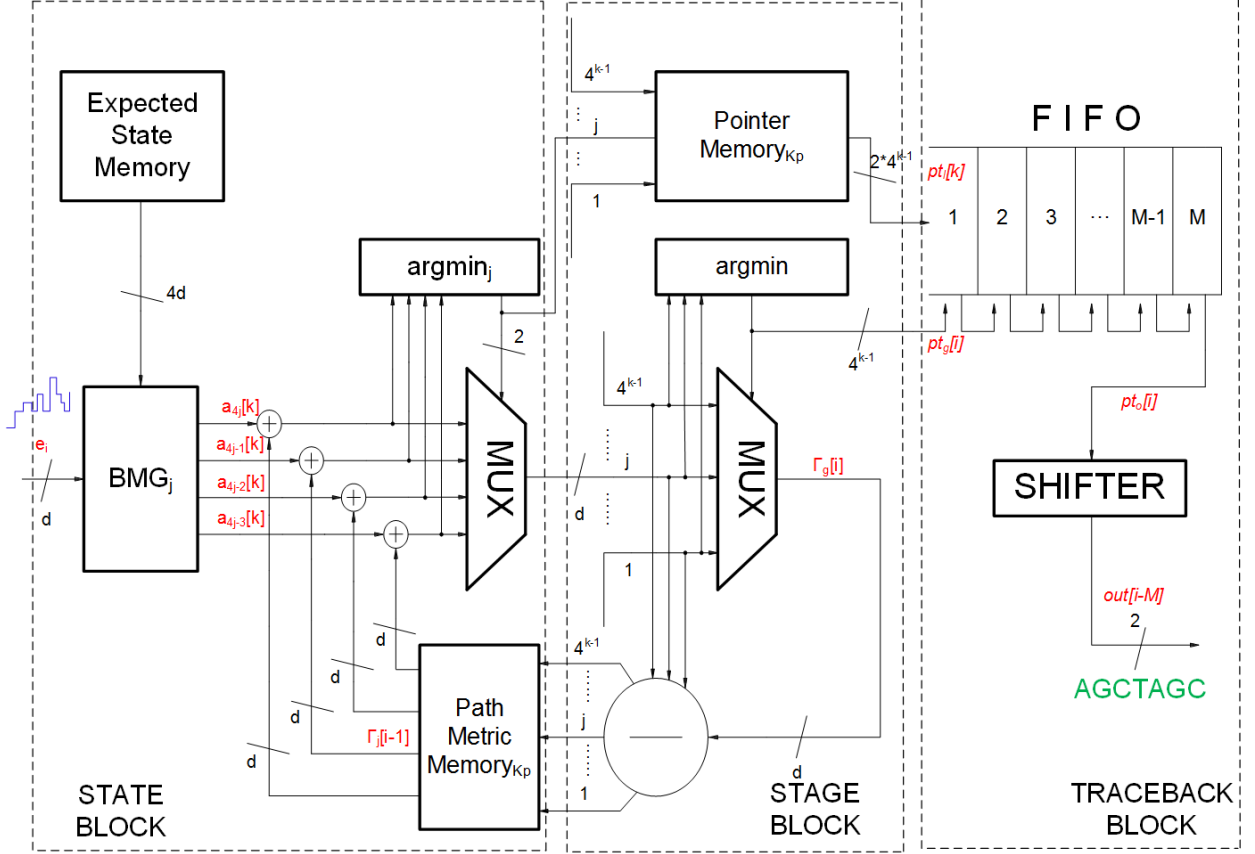 Expected
State
Memory
4d
e_i
d
BMG_j
a_4j[k]
a_4j-1[k]
a_4j-2[k]
a_4j-3[k]
+
+
+
+
argmin_j
2
MUX
d
d
d
d
Γ_j[i-1]
Path
Metric
Memory_Kp
STATE
BLOCK
4^k-1
...
j
...
1
Pointer
Memory_Kp
2*4^k-1
argmin
4^k-1
4^k-1
......
j
......
d
1
MUX
Γ_g[i]
4^k-1
......
j
......
1
—
d
STAGE
BLOCK
FIFO
pt_i[k]
1
2
3
...
M-1
M
pt_g[i]
pt_o[i]
SHIFTER
out[i-M]
2
AGCTAGC
TRACEBACK
BLOCK